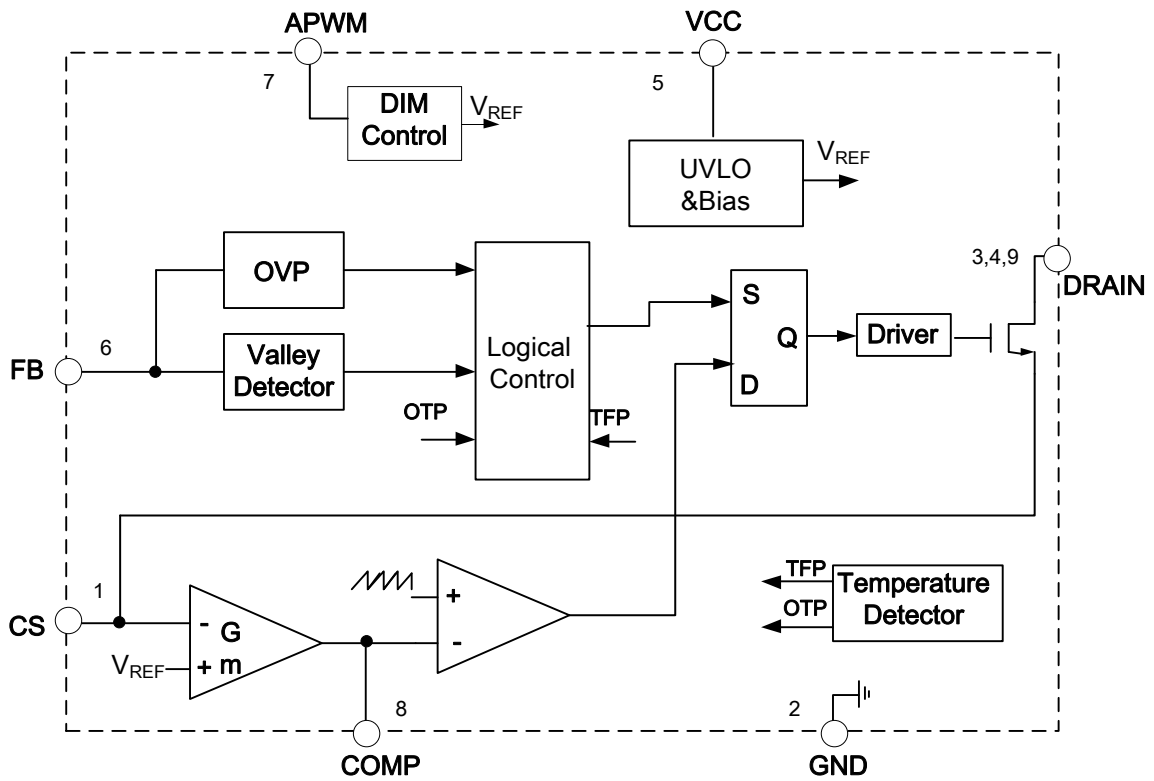 APWM
VCC
7
5
DIM
Control
VREF
UVLO
&Bias
VREF
OVP
3,4,9
DRAIN
FB
6
Valley
Detector
Logical
Control
S
Q
D
Driver
OTP
TFP
CS
1
-
G
m
+
VREF
+
-
TFP
OTP
Temperature
Detector
8
COMP
2
GND